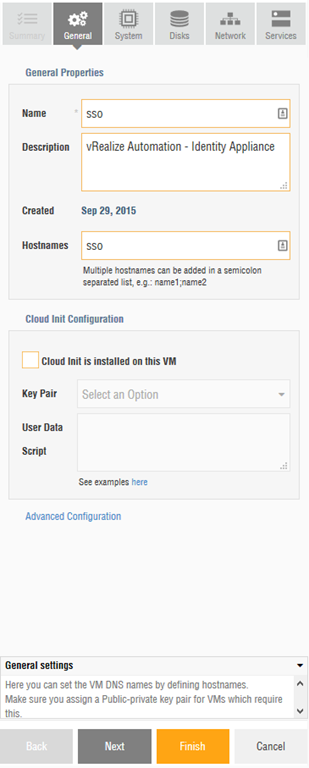 Summary General System Disks Network Services
General Properties
Name * sso
Description vRealize Automation - Identity Appliance
Created Sep 29, 2015
Hostnames sso
Multiple hostnames can be added in a semicolon
separated list, e.g.: name1;name2
Cloud Init Configuration
Cloud Init is installed on this VM
Key Pair Select an Option
User Data
Script
See examples here
Advanced Configuration
General settings
Here you can set the VM DNS names by defining hostnames.
Make sure you assign a Public-private key pair for VMs which require
this.
Back Next Finish Cancel